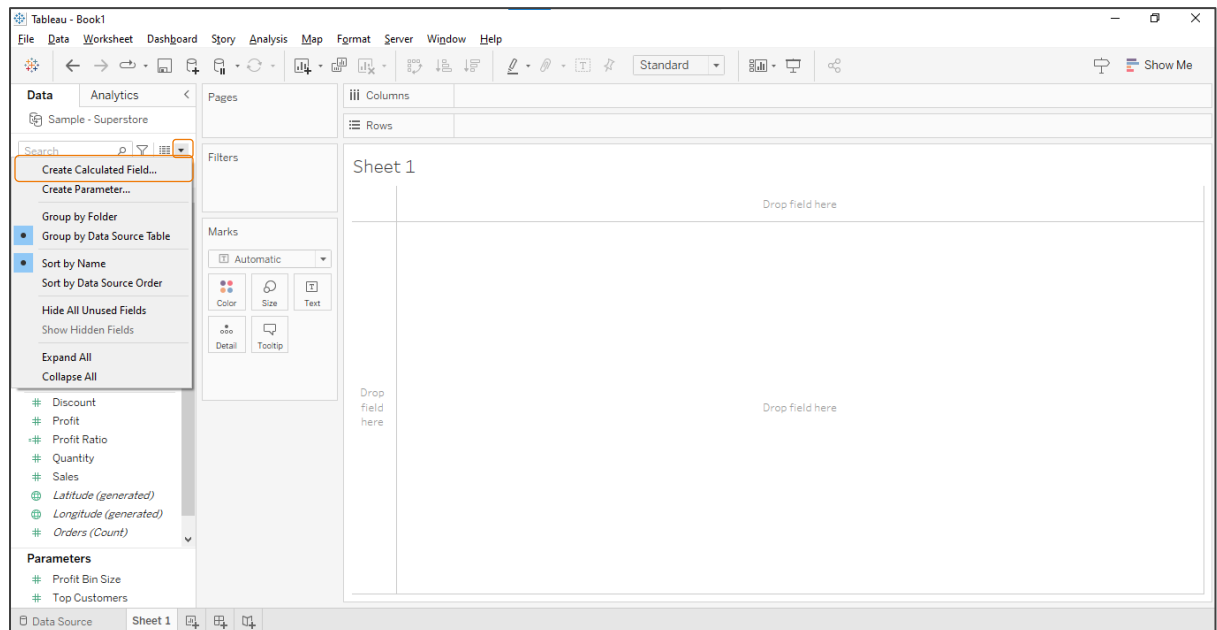 Tableau - Book1
File Data Worksheet Dashboard Story Analysis Map Format Server Window Help
Standard
Show Me
Data Analytics
Sample - Superstore
Search
Create Calculated Field...
Create Parameter...
Group by Folder
Group by Data Source Table
Sort by Name
Sort by Data Source Order
Hide All Unused Fields
Show Hidden Fields
Expand All
Collapse All
Discount
Profit
Profit Ratio
Quantity
Sales
Latitude (generated)
Longitude (generated)
Orders (Count)
Parameters
Profit Bin Size
Top Customers
Pages
Filters
Marks
Automatic
Color Size Text
Detail Tooltip
Columns
Rows
Sheet 1
Drop field here
Drop
field
here
Drop field here
Data Source Sheet 1